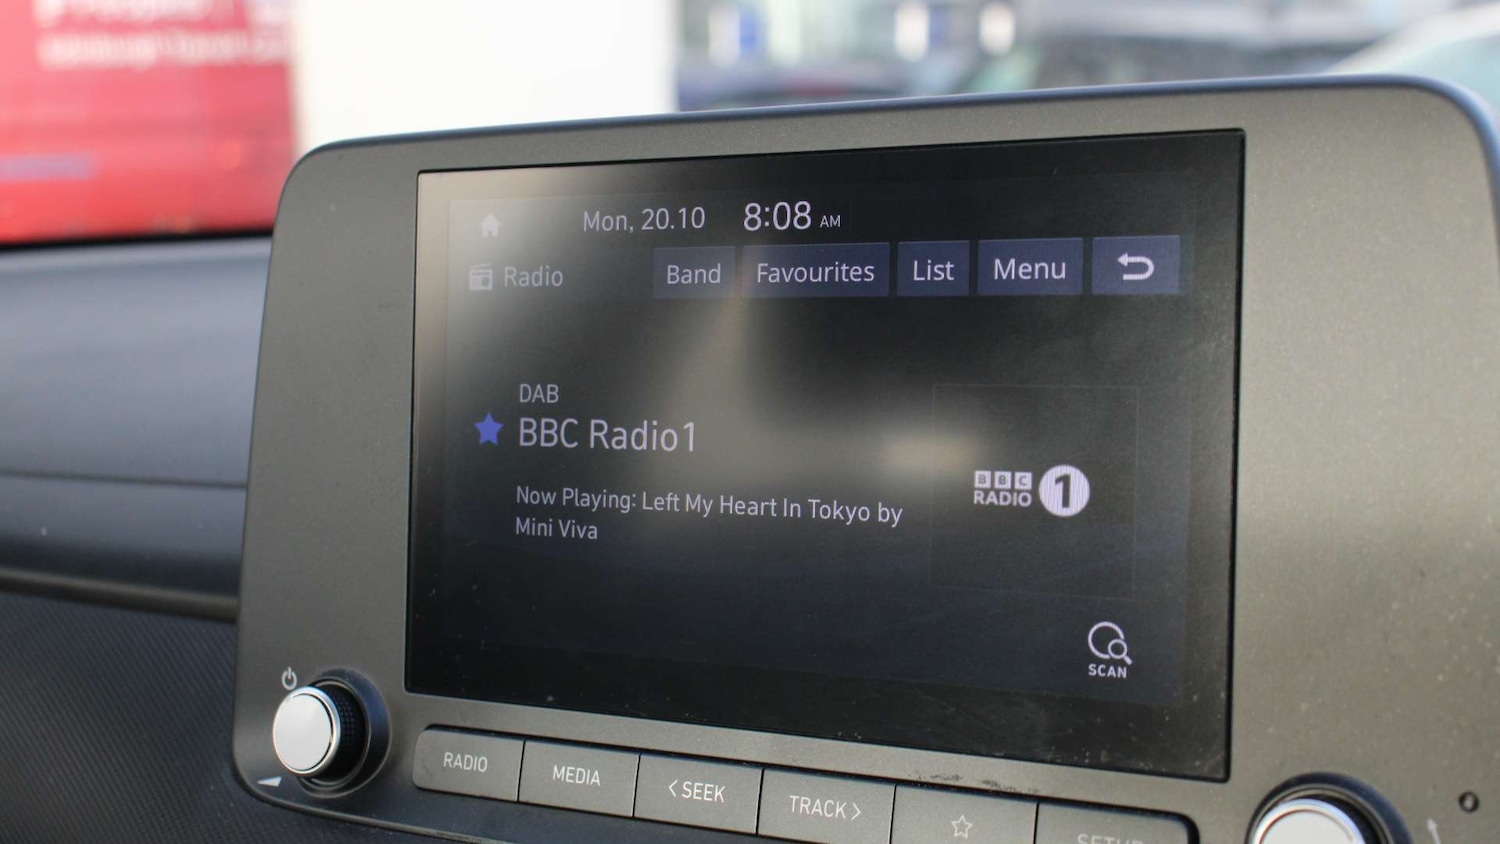 Mon, 20.10 8:08 AM
Radio Band Favourites List Menu
DAB
BBC Radio1
Now Playing: Left My Heart In Tokyo by
Mini Viva
BBC
RADIO 1
SCAN
RADIO MEDIA <SEEK TRACK> SETUP